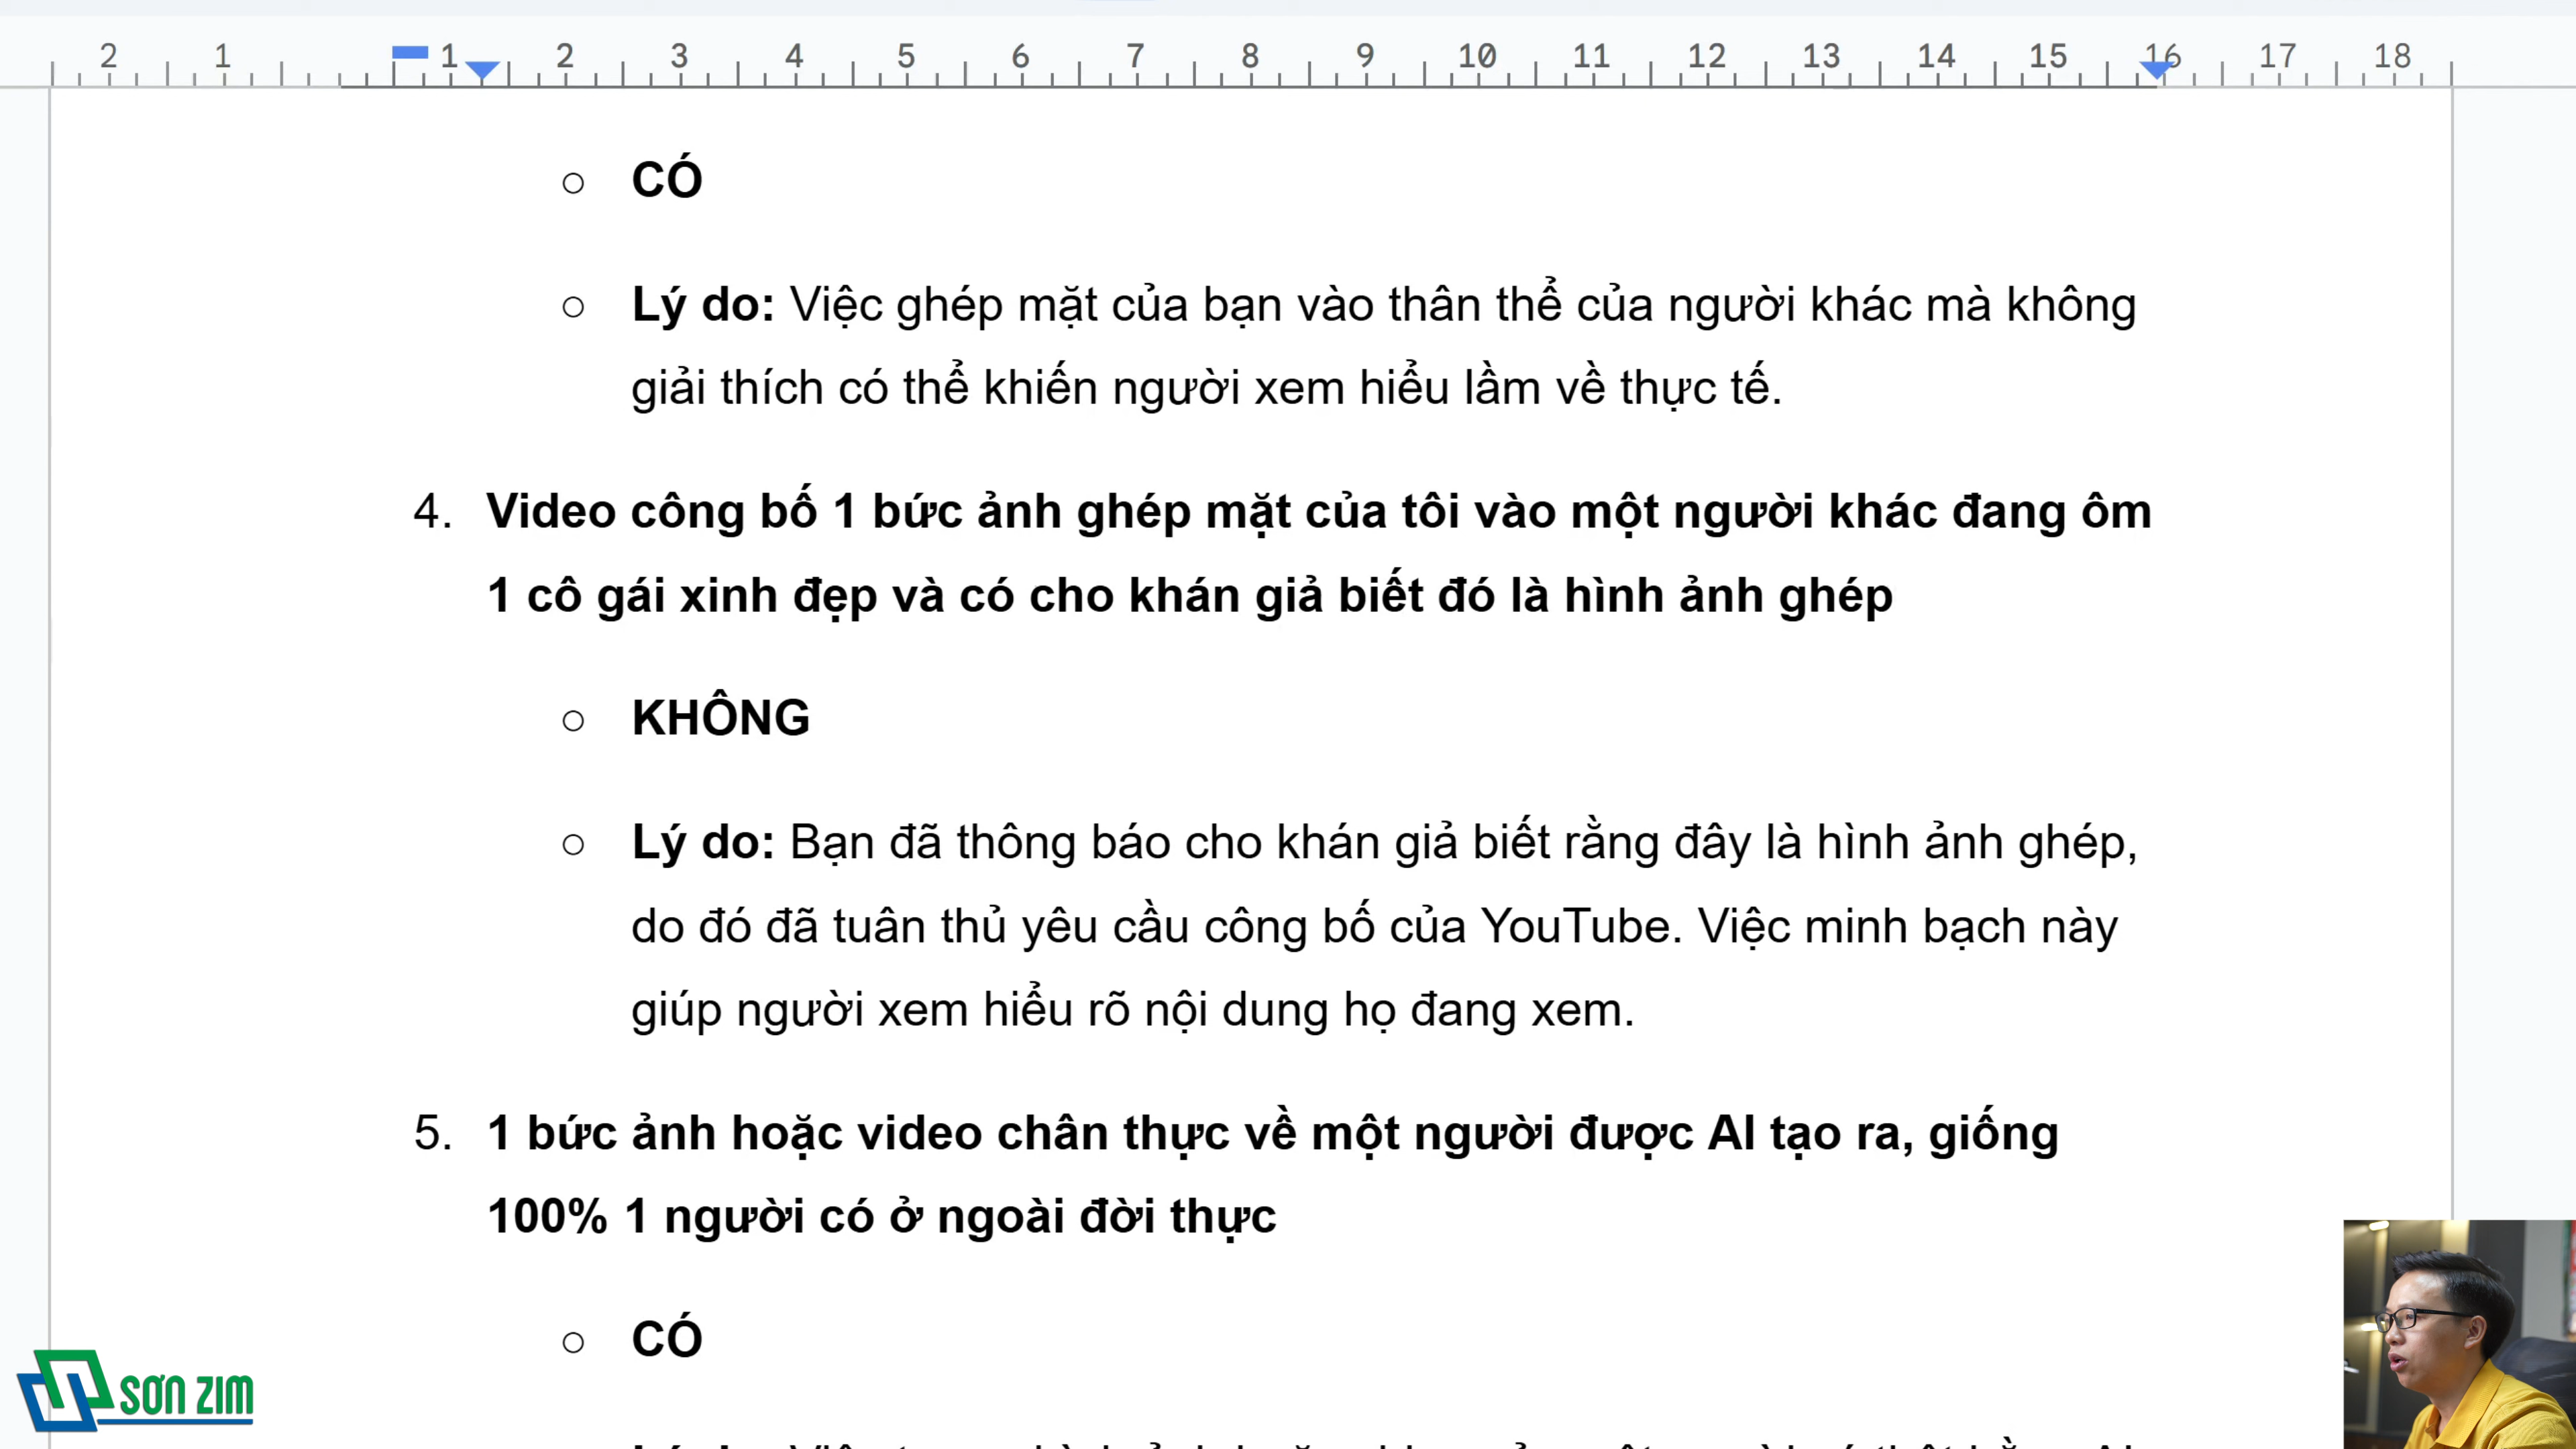 2 1 1 2 3 4 5 6 7 8 9 10 11 12 13 14 15 16 17 18
○ CÓ
○ Lý do: Việc ghép mặt của bạn vào thân thể của người khác mà không
giải thích có thể khiến người xem hiểu lầm về thực tế.
4. Video công bố 1 bức ảnh ghép mặt của tôi vào một người khác đang ôm
1 cô gái xinh đẹp và có cho khán giả biết đó là hình ảnh ghép
○ KHÔNG
○ Lý do: Bạn đã thông báo cho khán giả biết rằng đây là hình ảnh ghép,
do đó đã tuân thủ yêu cầu công bố của YouTube. Việc minh bạch này
giúp người xem hiểu rõ nội dung họ đang xem.
5. 1 bức ảnh hoặc video chân thực về một người được AI tạo ra, giống
100% 1 người có ở ngoài đời thực
○ CÓ
SƠN ZIM